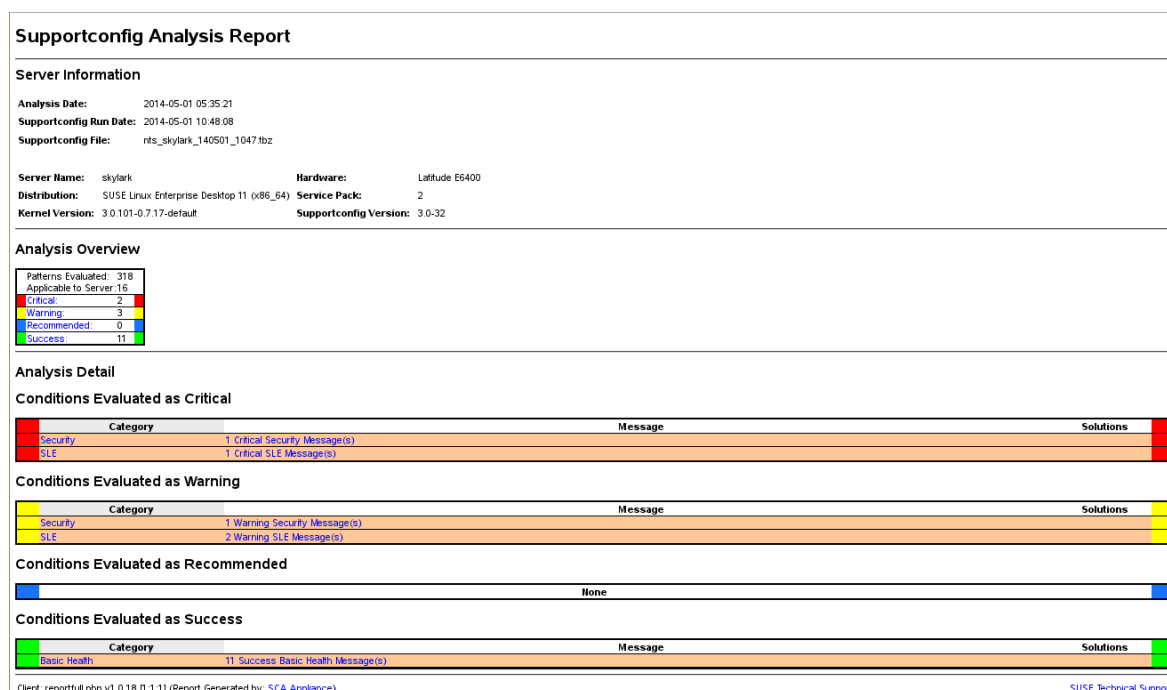 Supportconfig Analysis Report
Server Information
Analysis Date: 2014-05-01 05:35:21
Supportconfig Run Date: 2014-05-01 10:48:08
Supportconfig File: nts_skylark_140501_1047.tbz
Server Name: skylark Hardware: Latitude E6400
Distribution: SUSE Linux Enterprise Desktop 11 (x86_64) Service Pack: 2
Kernel Version: 3.0.101-0.7.17-default Supportconfig Version: 3.0-32
Analysis Overview
Patterns Evaluated: 318
Applicable to Server: 16
Critical: 2
Warning: 3
Recommended: 0
Success: 11
Analysis Detail
Conditions Evaluated as Critical
Category Message Solutions
Security 1 Critical Security Message(s)
SLE 1 Critical SLE Message(s)
Conditions Evaluated as Warning
Category Message Solutions
Security 1 Warning Security Message(s)
SLE 2 Warning SLE Message(s)
Conditions Evaluated as Recommended
None
Conditions Evaluated as Success
Category Message Solutions
Basic Health 11 Success Basic Health Message(s)
Client: reportfull.php v1.0.18 [1:1:1] (Report Generated by: SCA Appliance) SUSE Technical Suppor